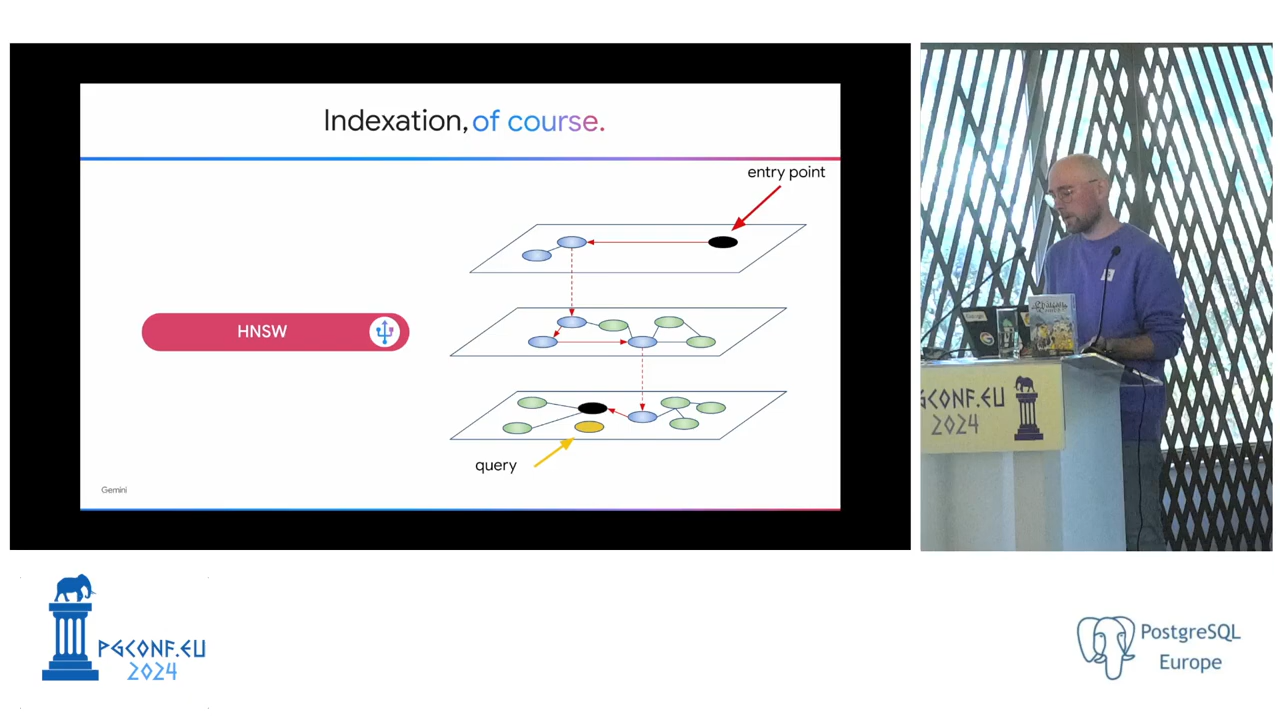 Indexation, of course.
entry point
HNSW
query
Gemini
PGCONF.EU
2024
PGCONF.EU
2024
PostgreSQL
Europe